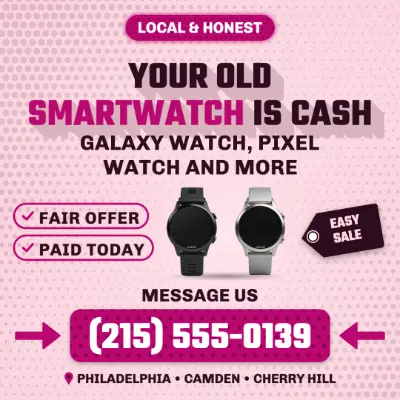 LOCAL & HONEST
YOUR OLD
SMARTWATCH IS CASH
GALAXY WATCH, PIXEL
WATCH AND MORE
FAIR OFFER
PAID TODAY
EASY
SALE
MESSAGE US
(215) 555-0139
PHILADELPHIA • CAMDEN • CHERRY HILL